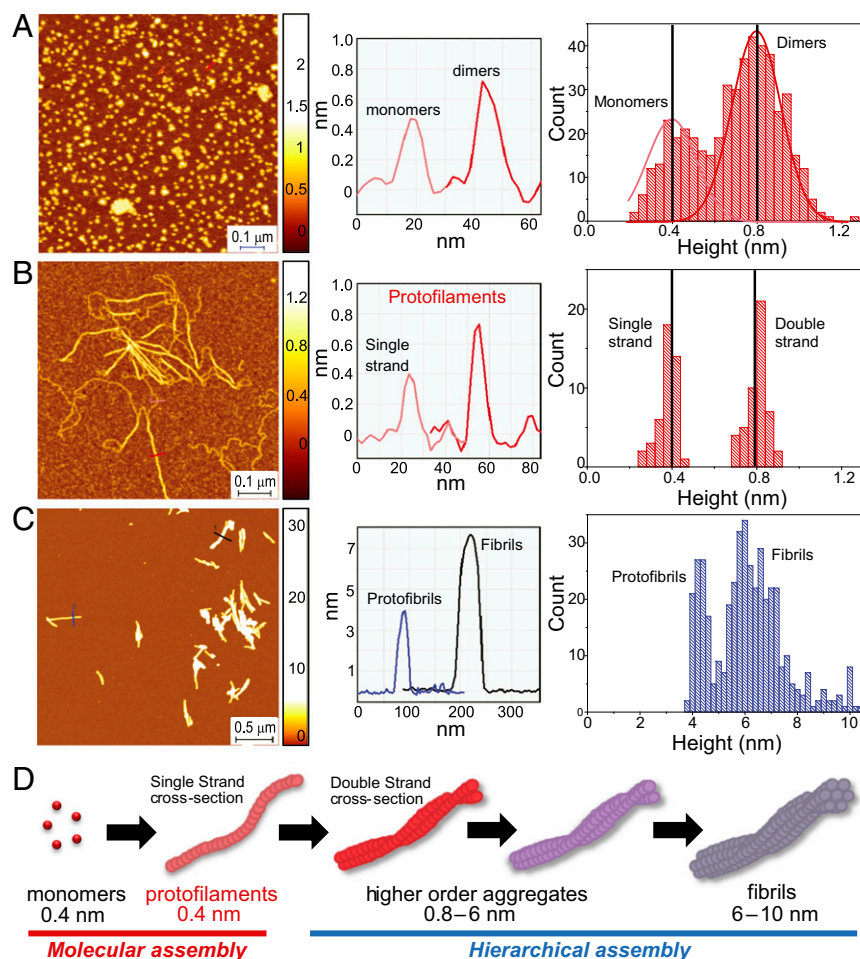 A
2
1
0.5
0
0.1 μm
1.0
0.8
0.6
0.4
0.2
0
nm
monomers
dimers
0
20
40
60
nm
40
30
20
10
0
Count
Monomers
Dimers
0
0.4
0.8
1.2
Height (nm)
B
1.2
0.8
0.4
0
0.1 μm
1.0
0.8
0.6
0.4
0.2
0
nm
Protofilaments
Single
strand
0
20
40
60
80
nm
20
10
0
Count
Single
strand
Double
strand
0
0.4
0.8
1.2
Height (nm)
C
30
20
10
0
1
0.5 μm
7
5
3
1
nm
Protofibrils
Fibrils
0
100
200
300
nm
30
20
10
0
Count
Protofibrils
Fibrils
0
2
4
6
8
10
Height (nm)
D
Single Strand
cross-section
Double Strand
cross-section
monomers
0.4 nm
protofilaments
0.4 nm
higher order aggregates
0.8–6 nm
fibrils
6–10 nm
Molecular assembly
Hierarchical assembly